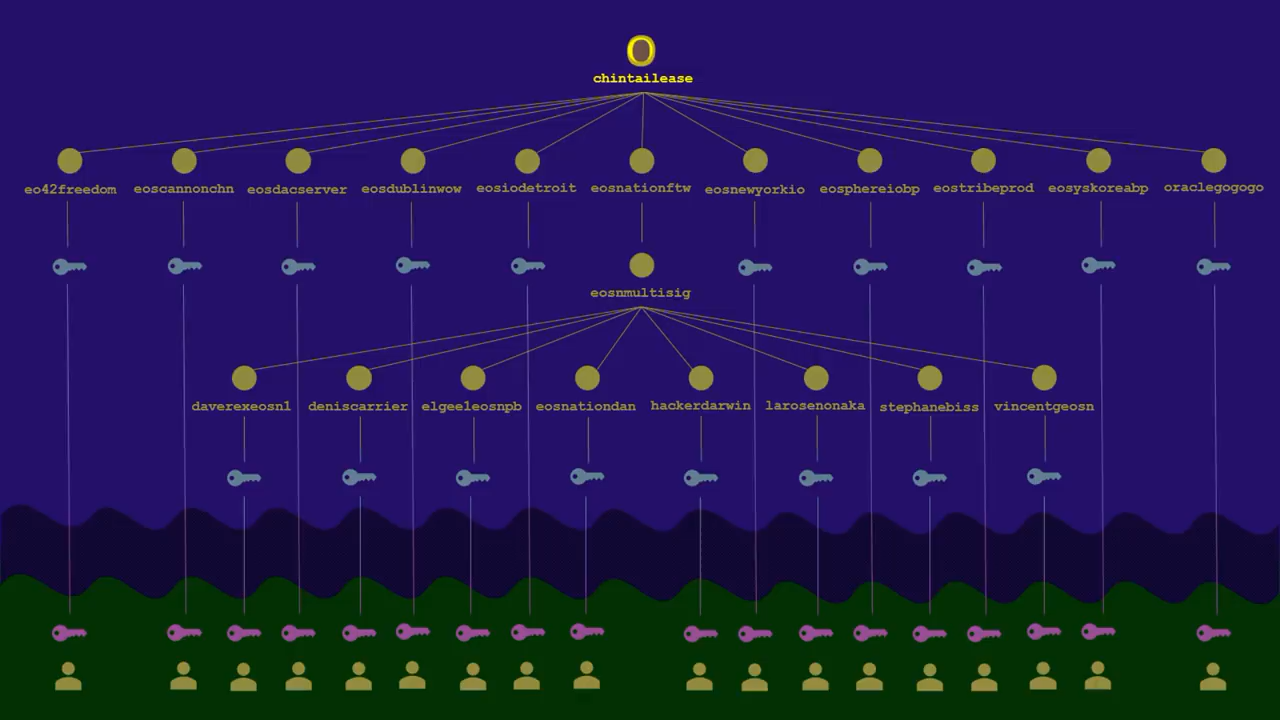 O
chintailease
eo42freedom eoscannonchn eosdacserver eosdublinwow eosiodetroit eosnationftw eosnewyorkio eosphereiobp eostribeprod eosyskoreabp oraclegogogo
eosnmultisig
daverexeosn1 deniscarrier elgee1eosnpb eosnationdan hackerdarwin larosenonaka stephanebiss vincentgeosn